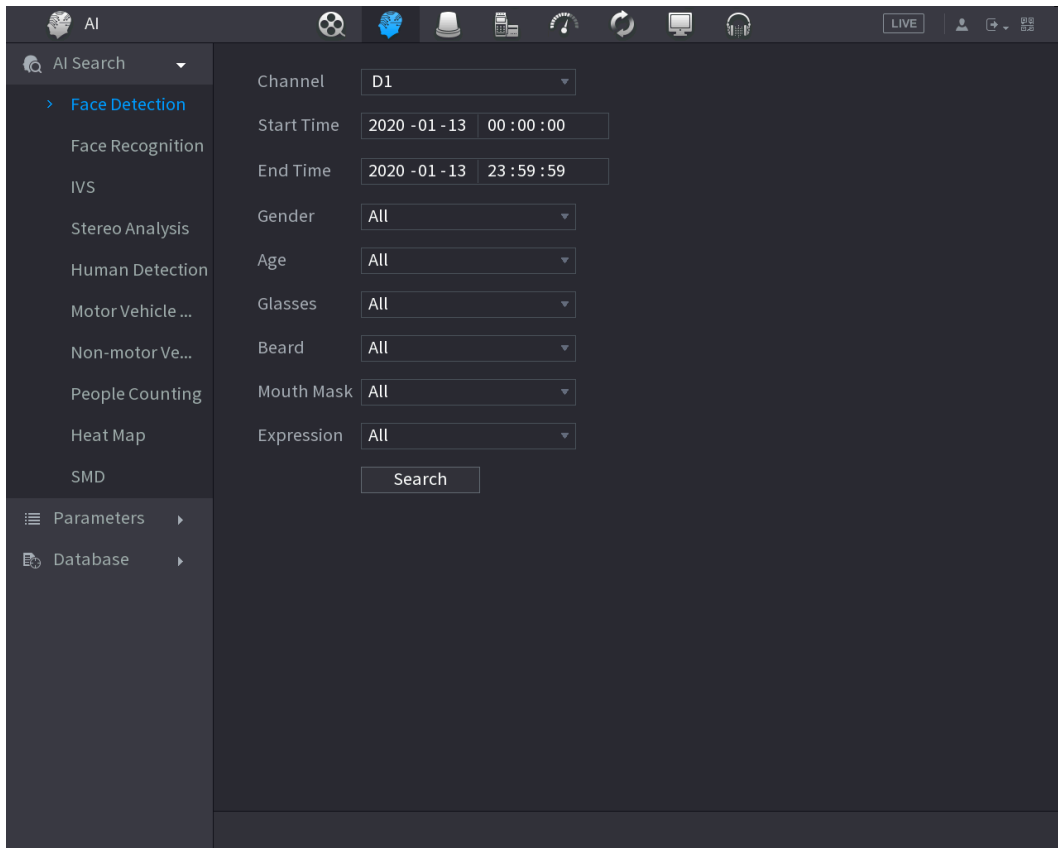 AI
LIVE
AI Search
Face Detection
Face Recognition
IVS
Stereo Analysis
Human Detection
Motor Vehicle ...
Non-motor Ve...
People Counting
Heat Map
SMD
Parameters
Database
Channel D1
Start Time 2020 -01 -13 00 :00 :00
End Time 2020 -01 -13 23 :59 :59
Gender All
Age All
Glasses All
Beard All
Mouth Mask All
Expression All
Search